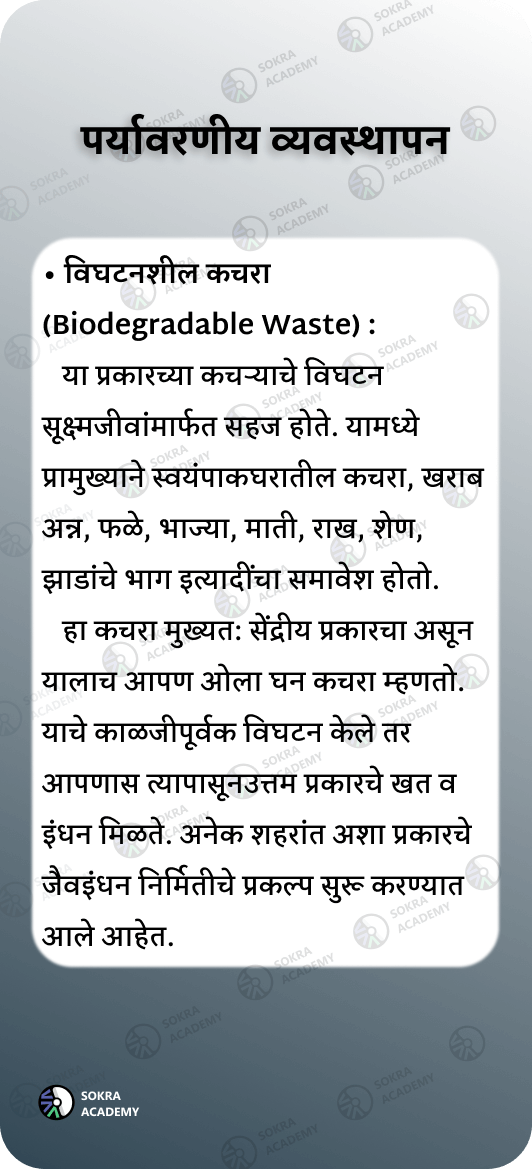 पर्यावरणीय व्यवस्थापन
• विघटनशील कचरा
(Biodegradable Waste) :
या प्रकारच्या कचऱ्याचे विघटन
सूक्ष्मजीवांमार्फत सहज होते. यामध्ये
प्रामुख्याने स्वयंपाकघरातील कचरा, खराब
अन्न, फळे, भाज्या, माती, राख, शेण,
झाडांचे भाग इत्यादींचा समावेश होतो.
हा कचरा मुख्यत: सेंद्रीय प्रकारचा असून
यालाच आपण ओला घन कचरा म्हणतो.
याचे काळजीपूर्वक विघटन केले तर
आपणास त्यापासूनउत्तम प्रकारचे खत व
इंधन मिळते. अनेक शहरांत अशा प्रकारचे
जैवइंधन निर्मितीचे प्रकल्प सुरू करण्यात
आले आहेत.
SOKRA
ACADEMY